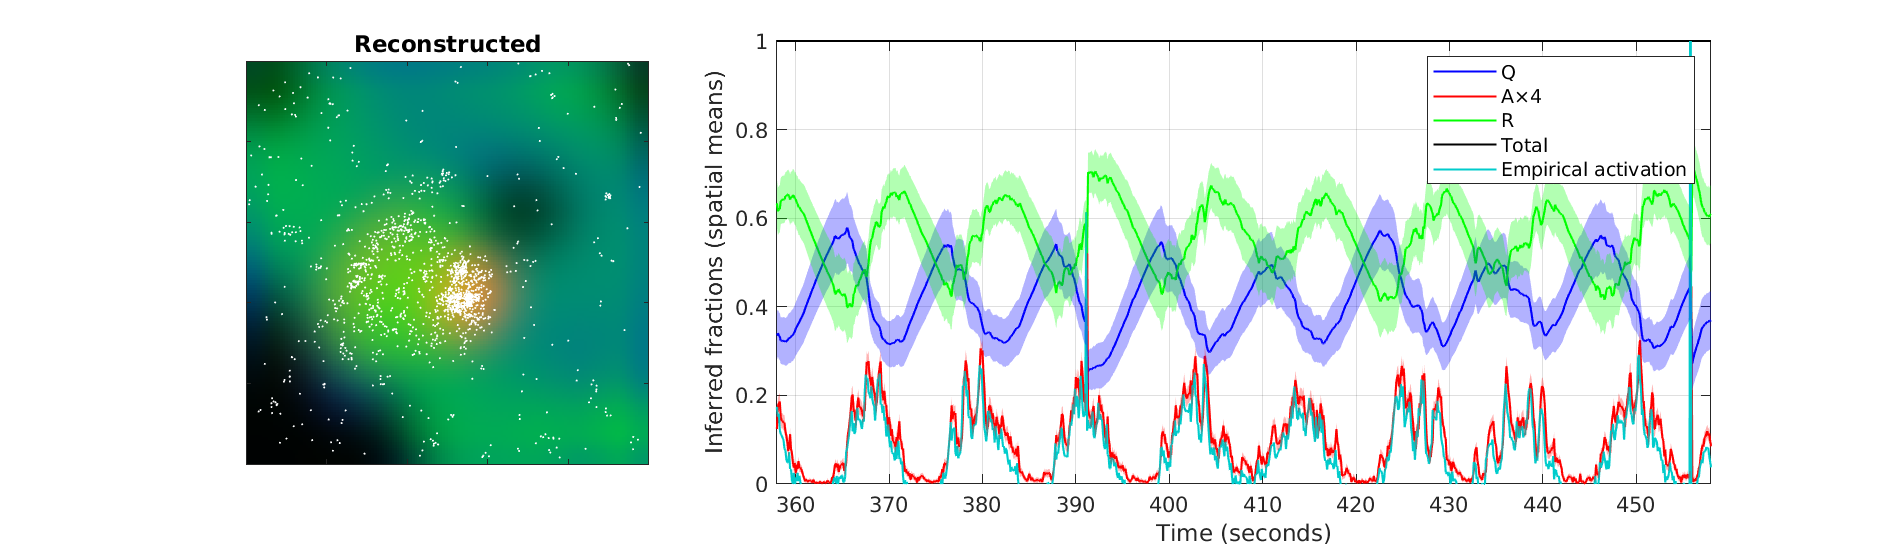 Reconstructed
Inferred fractions (spatial means)
1
0.8
0.6
0.4
0.2
0
Q
A×4
R
Total
Empirical activation
360 370 380 390 400 410 420 430 440 450
Time (seconds)